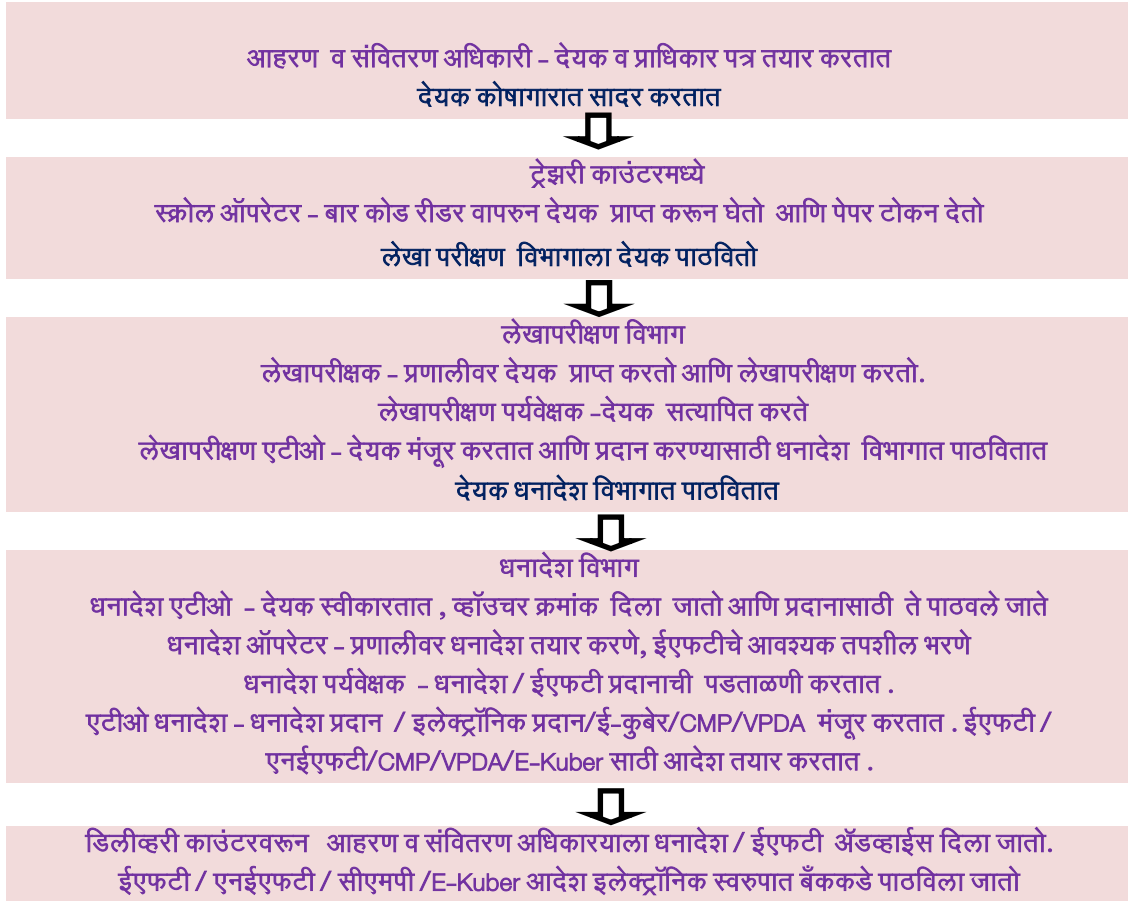 आहरण व संवितरण अधिकारी - देयक व प्राधिकार पत्र तयार करतात
देयक कोषागारात सादर करतात
ट्रेझरी काउंटरमध्ये
स्क्रोल ऑपरेटर - बार कोड रीडर वापरुन देयक प्राप्त करून घेतो आणि पेपर टोकन देतो
लेखा परीक्षण विभागाला देयक पाठवितो
लेखापरीक्षण विभाग
लेखापरीक्षक - प्रणालीवर देयक प्राप्त करतो आणि लेखापरीक्षण करतो.
लेखापरीक्षण पर्यवेक्षक -देयक सत्यापित करते
लेखापरीक्षण एटीओ - देयक मंजूर करतात आणि प्रदान करण्यासाठी धनादेश विभागात पाठवितात
देयक धनादेश विभागात पाठवितात
धनादेश विभाग
धनादेश एटीओ - देयक स्वीकारतात , व्हॉउचर क्रमांक दिला जातो आणि प्रदानासाठी ते पाठवले जाते
धनादेश ऑपरेटर - प्रणालीवर धनादेश तयार करणे, ईएफटीचे आवश्यक तपशील भरणे
धनादेश पर्यवेक्षक - धनादेश / ईएफटी प्रदानाची पडताळणी करतात .
एटीओ धनादेश - धनादेश प्रदान / इलेक्ट्रॉनिक प्रदान/ई-कुबेर/CMP/VPDA मंजूर करतात . ईएफटी /
एनईएफटी/CMP/VPDA/E-Kuber साठी आदेश तयार करतात .
डिलीव्हरी काउंटरवरून आहरण व संवितरण अधिकारयाला धनादेश / ईएफटी ॲडव्हाईस दिला जातो.
ईएफटी / एनईएफटी / सीएमपी /E-Kuber आदेश इलेक्ट्रॉनिक स्वरुपात बँककडे पाठविला जातो